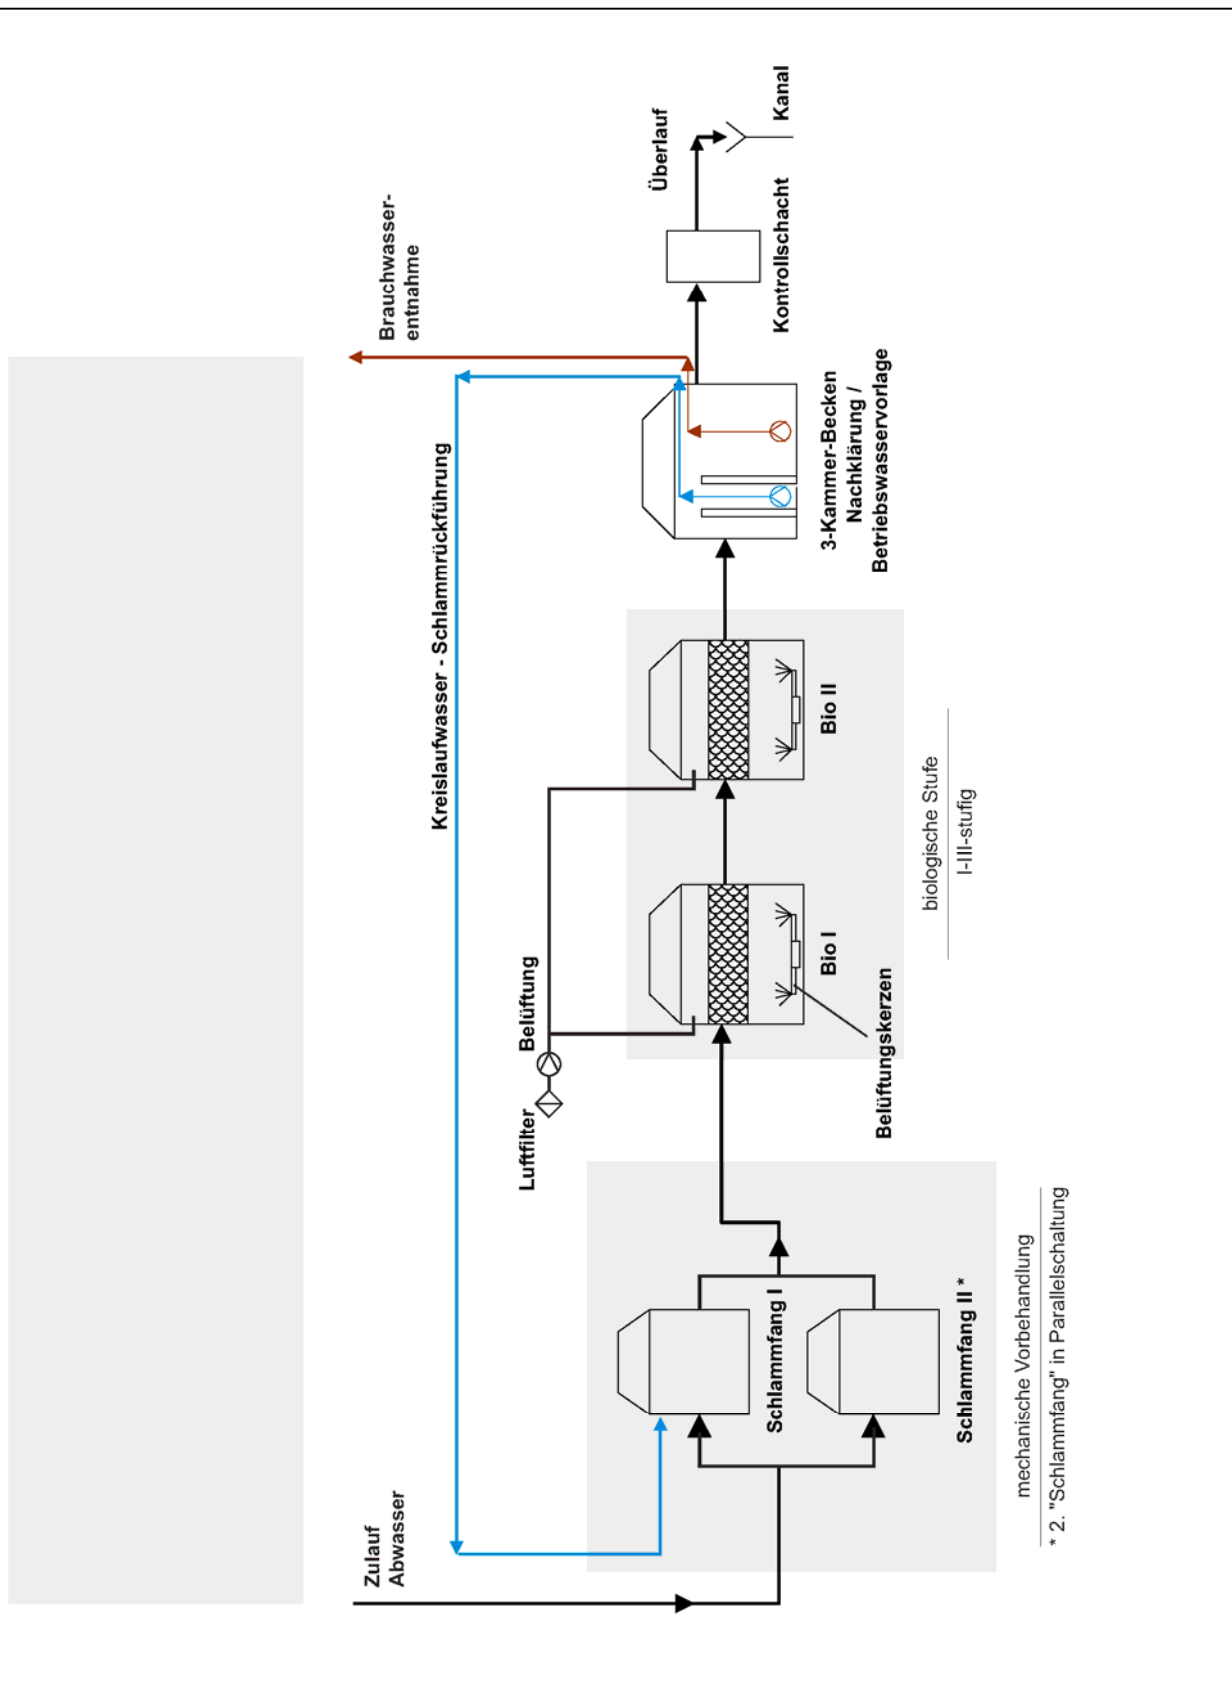 Zulauf
Abwasser
Kreislaufwasser - Schlammrückführung
Brauchwasser-
entnahme
Luftfilter
Belüftung
Überlauf
Kanal
Kontrollschacht
3-Kammer-Becken
Nachklärung /
Betriebswasservorlage
Bio II
Bio I
Belüftungskerzen
biologische Stufe
I-III-stufig
Schlammfang I
Schlammfang II *
mechanische Vorbehandlung
* 2. "Schlammfang" in Parallelschaltung